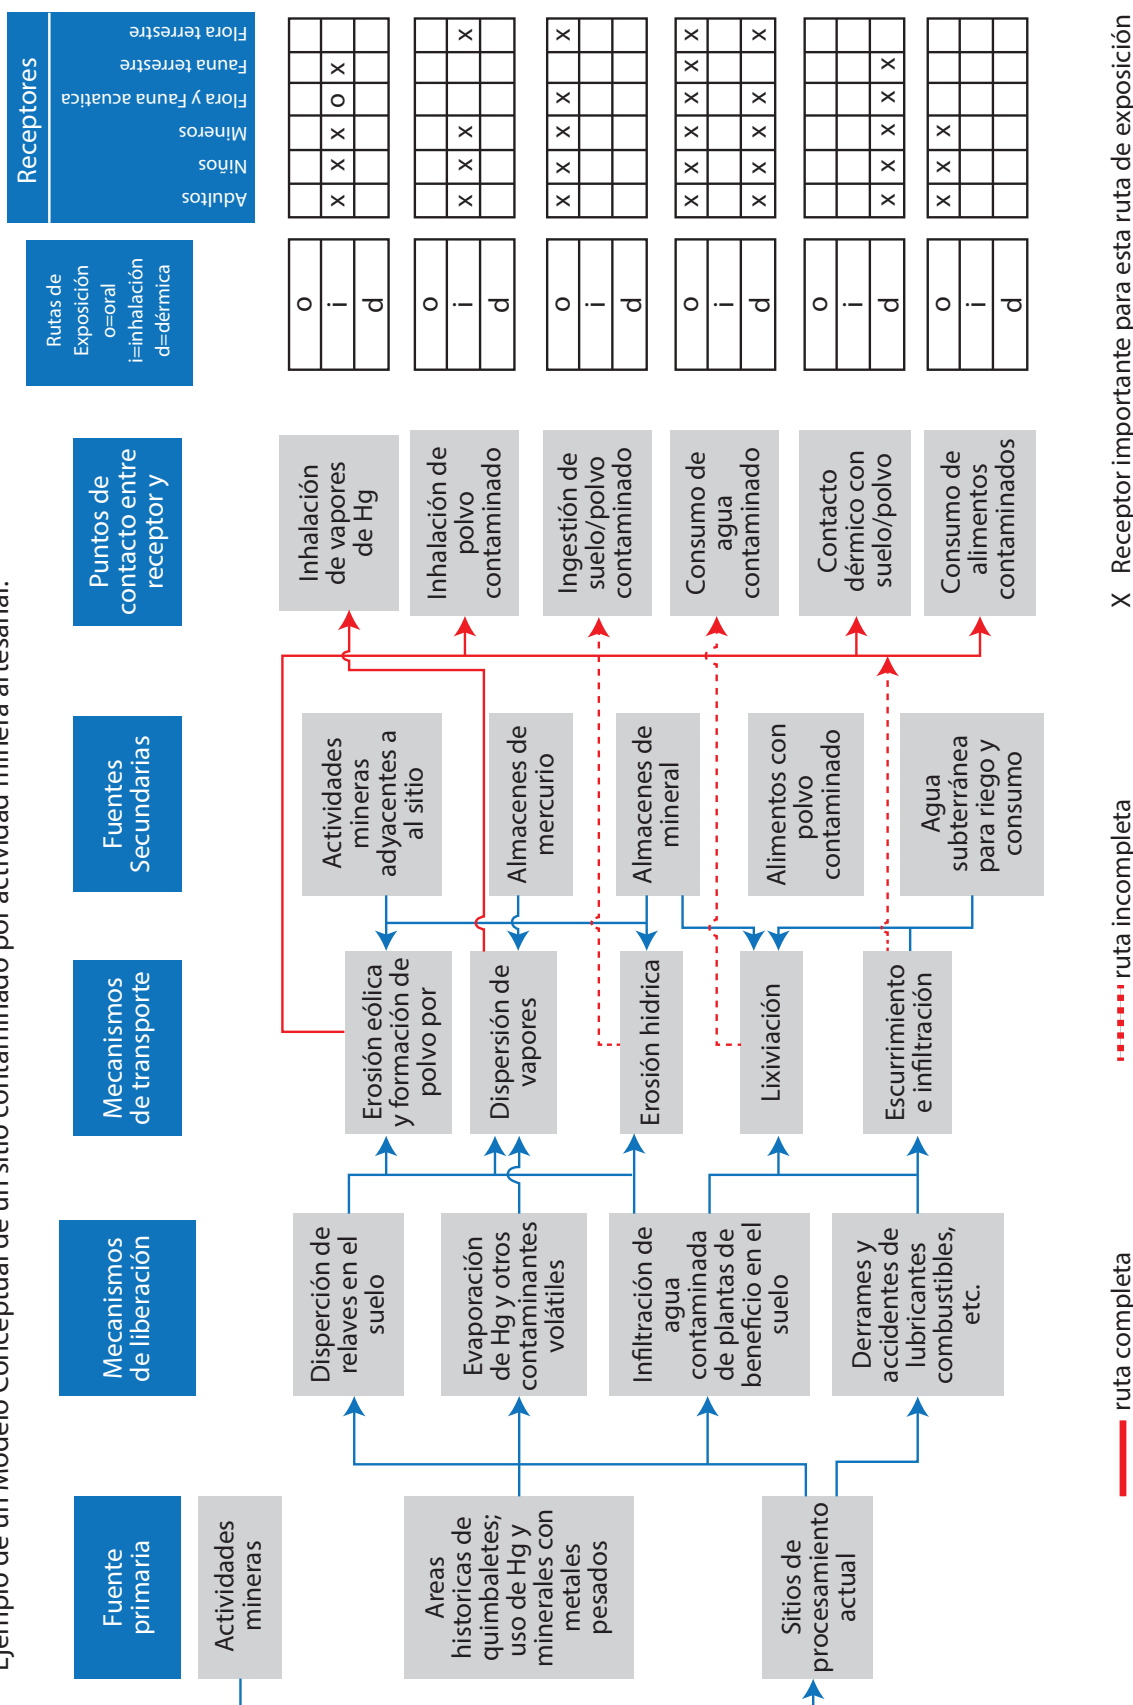 Ejemplo de un Modelo Conceptual de un sitio contaminado por actividad minera artesanal.
Fuente
primaria
Mecanismos
de liberación
Mecanismos
de transporte
Fuentes
Secundarias
Puntos de
contacto entre
receptor y
Rutas de
Exposición
o=oral
i=inhalación
d=dérmica
Receptores
Adultos
Niños
Mineros
Flora y Fauna acuatica
Fauna terrestre
Flora terrestre
Actividades
mineras
Areas
historicas de
quimbaletes;
uso de Hg y
minerales con
metales
pesados
Sitios de
procesamiento
actual
Disperción de
relaves en el
suelo
Evaporación
de Hg y otros
contaminantes
volátiles
Infiltración de
agua
contaminada
de plantas de
beneficio en el
suelo
Derrames y
accidentes de
lubricantes
combustibles,
etc.
Erosión eólica
y formación de
polvo por
Dispersión de
vapores
Erosión hidrica
Lixiviación
Escurrimiento
e infiltración
Actividades
mineras
adyacentes a
al sitio
Almacenes de
mercurio
Almacenes de
mineral
Alimentos con
polvo
contaminado
Agua
subterránea
para riego y
consumo
Inhalación
de vapores
de Hg
Inhalación de
polvo
contaminado
Ingestión de
suelo/polvo
contaminado
Consumo de
agua
contaminado
Contacto
dérmico con
suelo/polvo
Consumo de
alimentos
contaminados
o
i x x x o x
d
o
i x x x x
d
o x x x x x
i
d
o x x x x x x
i
d x x x x x
o
i
d x x x x x
o x x x
i
d
ruta completa
ruta incompleta
X Receptor importante para esta ruta de exposición